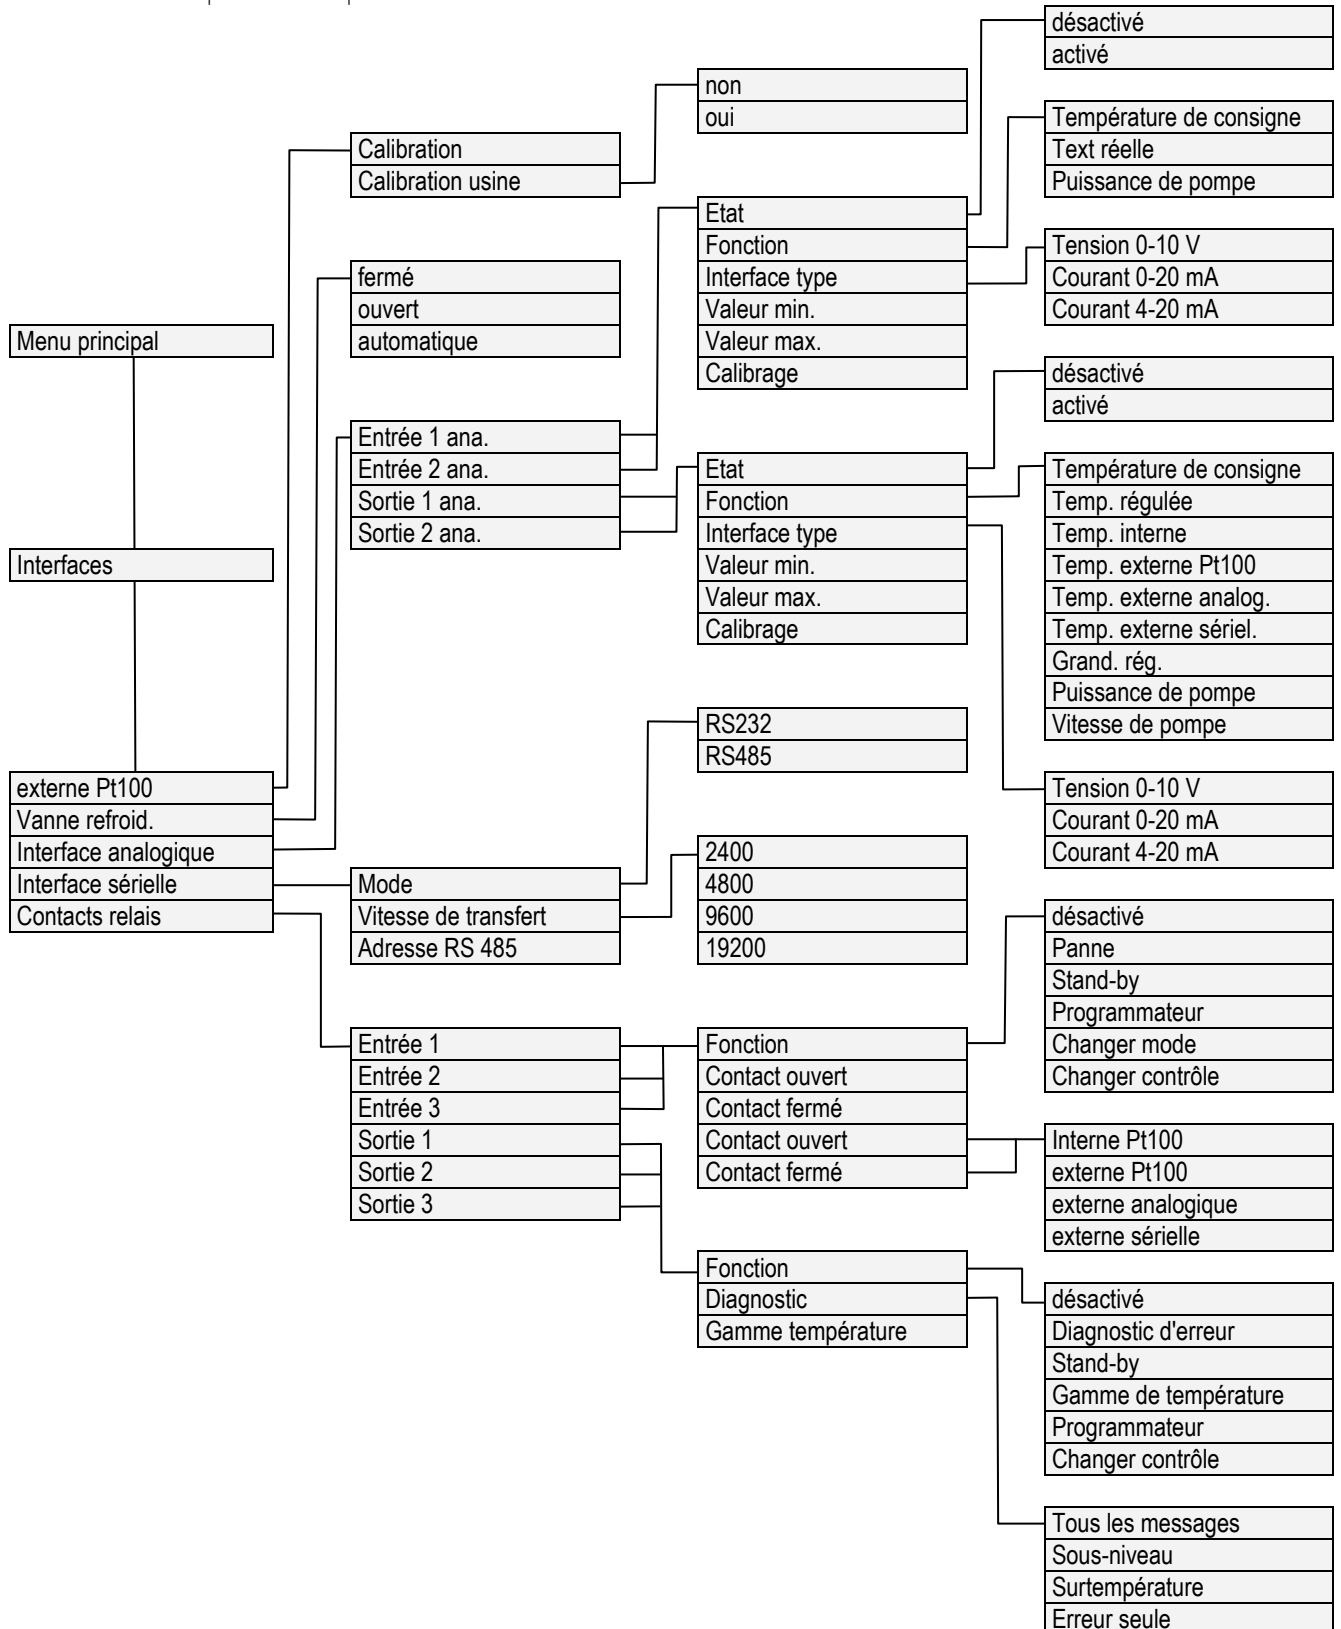 Menu principal
Interfaces
externe Pt100
Vanne refroid.
Interface analogique
Interface sérielle
Contacts relais
Calibration
Calibration usine
fermé
ouvert
automatique
Entrée 1 ana.
Entrée 2 ana.
Sortie 1 ana.
Sortie 2 ana.
Mode
Vitesse de transfert
Adresse RS 485
Entrée 1
Entrée 2
Entrée 3
Sortie 1
Sortie 2
Sortie 3
non
oui
Etat
Fonction
Interface type
Valeur min.
Valeur max.
Calibrage
Etat
Fonction
Interface type
Valeur min.
Valeur max.
Calibrage
RS232
RS485
2400
4800
9600
19200
Fonction
Contact ouvert
Contact fermé
Contact ouvert
Contact fermé
Fonction
Diagnostic
Gamme température
désactivé
activé
Température de consigne
Text réelle
Puissance de pompe
Tension 0-10 V
Courant 0-20 mA
Courant 4-20 mA
désactivé
activé
Température de consigne
Temp. régulée
Temp. interne
Temp. externe Pt100
Temp. externe analog.
Temp. externe sériel.
Grand. rég.
Puissance de pompe
Vitesse de pompe
Tension 0-10 V
Courant 0-20 mA
Courant 4-20 mA
désactivé
Panne
Stand-by
Programmateur
Changer mode
Changer contrôle
Interne Pt100
externe Pt100
externe analogique
externe sérielle
désactivé
Diagnostic d'erreur
Stand-by
Gamme de température
Programmateur
Changer contrôle
Tous les messages
Sous-niveau
Surtempérature
Erreur seule